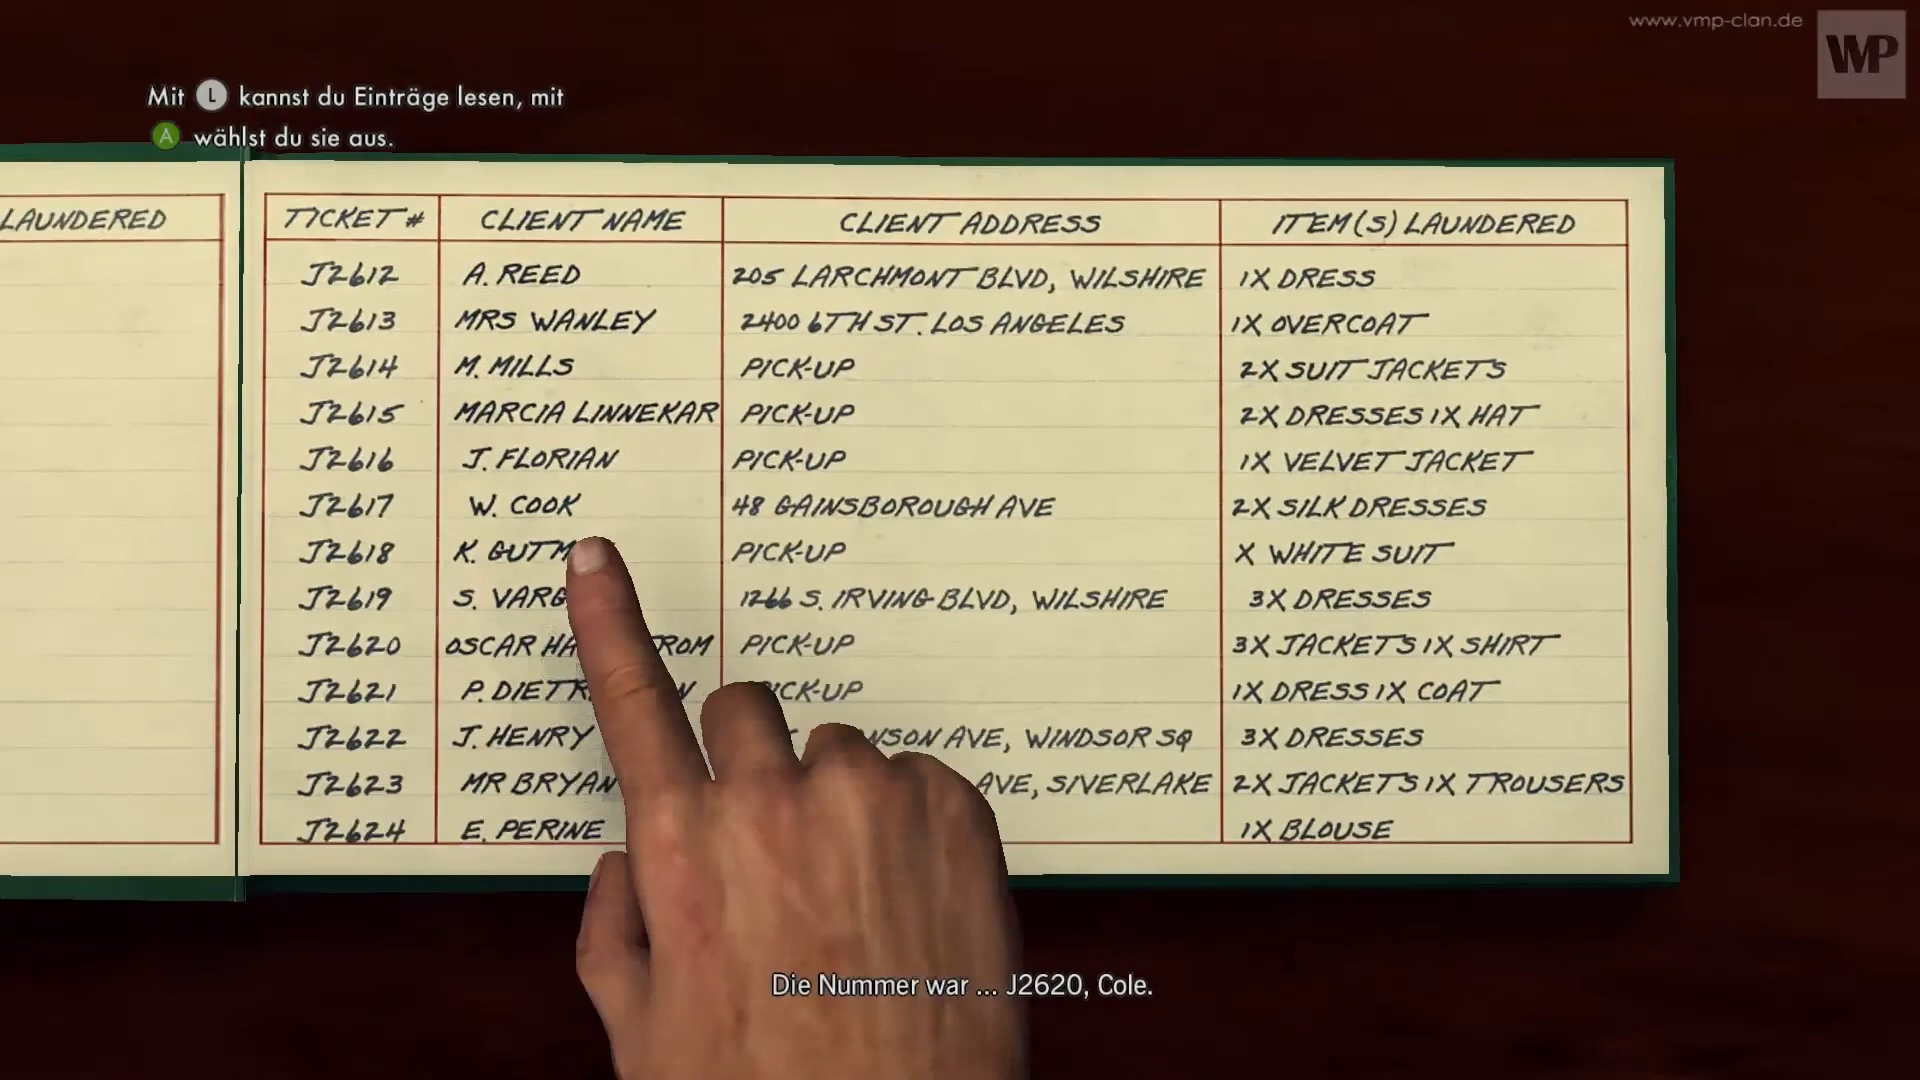 www.vmp-clan.de
VMP
Mit L kannst du Einträge lesen, mit
A wählst du sie aus.
LAUNDERED
TICKET # CLIENT NAME CLIENT ADDRESS ITEM(S) LAUNDERED
J2612 A. REED 205 LARCHMONT BLVD, WILSHIRE 1X DRESS
J2613 MRS WANLEY 2400 6TH ST. LOS ANGELES 1X OVERCOAT
J2614 M. MILLS PICK-UP 2X SUIT JACKETS
J2615 MARCIA LINNEKAR PICK-UP 2X DRESSES 1X HAT
J2616 J. FLORIAN PICK-UP 1X VELVET JACKET
J2617 W. COOK 48 GAINSBOROUGH AVE 2X SILK DRESSES
J2618 K. PICK-UP X WHITE SUIT
J2619 S. 1266 S. IRVING BLVD, WILSHIRE 3X DRESSES
J2620 OSCAR PICK-UP 3X JACKETS 1X SHIRT
J2621 P. PICK-UP 1X DRESS 1X COAT
J2622 J. HENRY AVE, WINDSOR SQ 3X DRESSES
J2623 MR BRYAN AVE, SIVERLAKE 2X JACKETS 1X TROUSERS
J2624 E. PERINE 1X BLOUSE
Die Nummer war ... J2620, Cole.